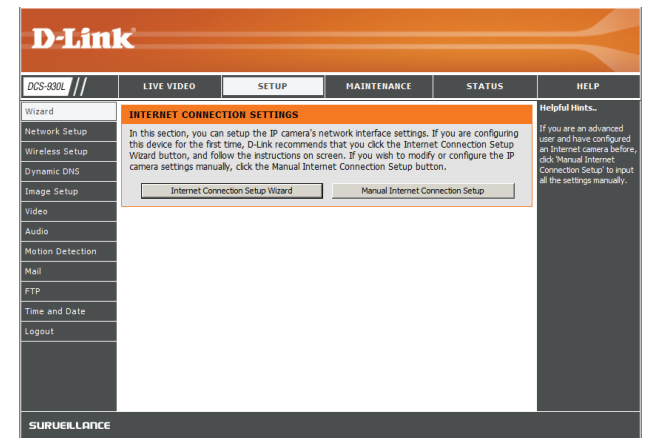 D-Link
DCS-930L
LIVE VIDEO
SETUP
MAINTENANCE
STATUS
HELP
Wizard
Network Setup
Wireless Setup
Dynamic DNS
Image Setup
Video
Audio
Motion Detection
Mail
FTP
Time and Date
Logout
INTERNET CONNECTION SETTINGS
In this section, you can setup the IP camera's network interface settings. If you are configuring
this device for the first time, D-Link recommends that you click the Internet Connection Setup
Wizard button, and follow the instructions on screen. If you wish to modify or configure the IP
camera settings manually, click the Manual Internet Connection Setup button.
Internet Connection Setup Wizard
Manual Internet Connection Setup
Helpful Hints..
If you are an advanced
user and have configured
an Internet camera before,
click 'Manual Internet
Connection Setup' to input
all the settings manually.
SURVEILLANCE